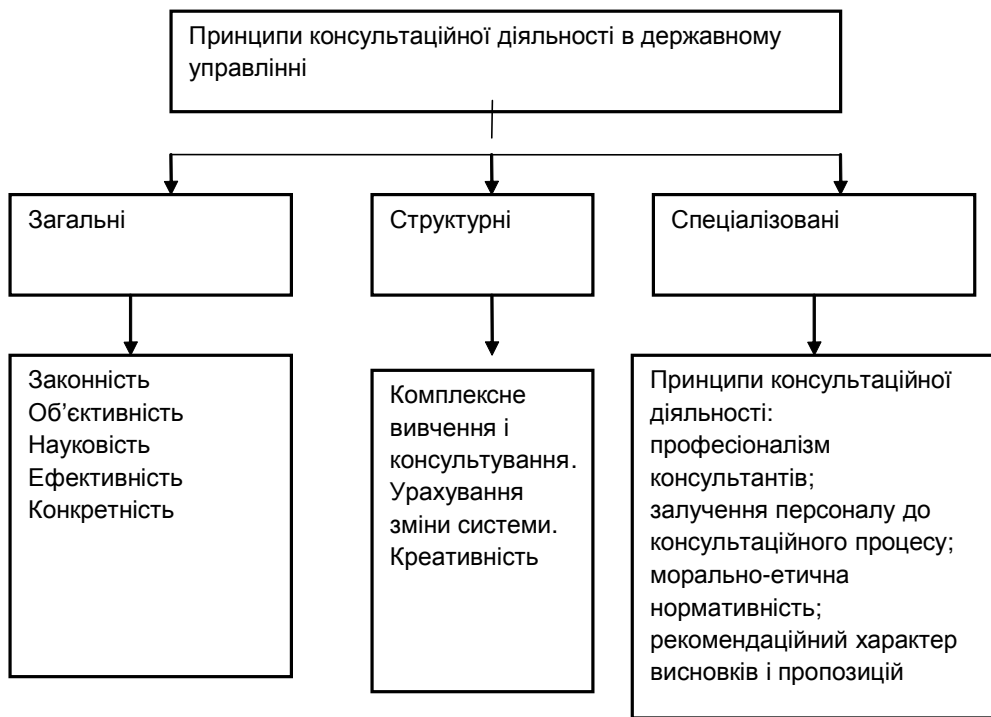 Принципи консультаційної діяльності в державному
управлінні
Загальні
Структурні
Спеціалізовані
Законність
Об’єктивність
Науковість
Ефективність
Конкретність
Комплексне
вивчення і
консультування.
Урахування
зміни системи.
Креативність
Принципи консультаційної
діяльності:
професіоналізм
консультантів;
залучення персоналу до
консультаційного процесу;
морально-етична
нормативність;
рекомендаційний характер
висновків і пропозицій